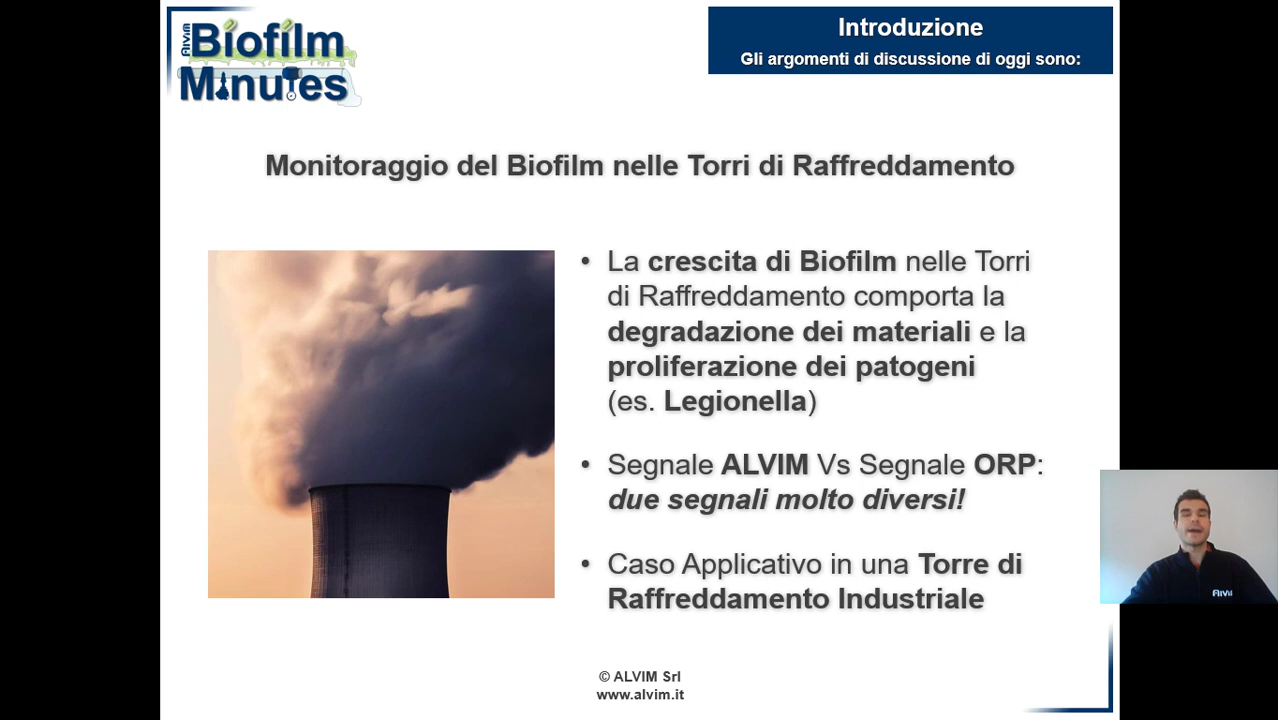 ALVIM
Biofilm
Minutes
Introduzione
Gli argomenti di discussione di oggi sono:
Monitoraggio del Biofilm nelle Torri di Raffreddamento
• La crescita di Biofilm nelle Torri
di Raffreddamento comporta la
degradazione dei materiali e la
proliferazione dei patogeni
(es. Legionella)
• Segnale ALVIM Vs Segnale ORP:
due segnali molto diversi!
• Caso Applicativo in una Torre di
Raffreddamento Industriale
© ALVIM Srl
www.alvim.it